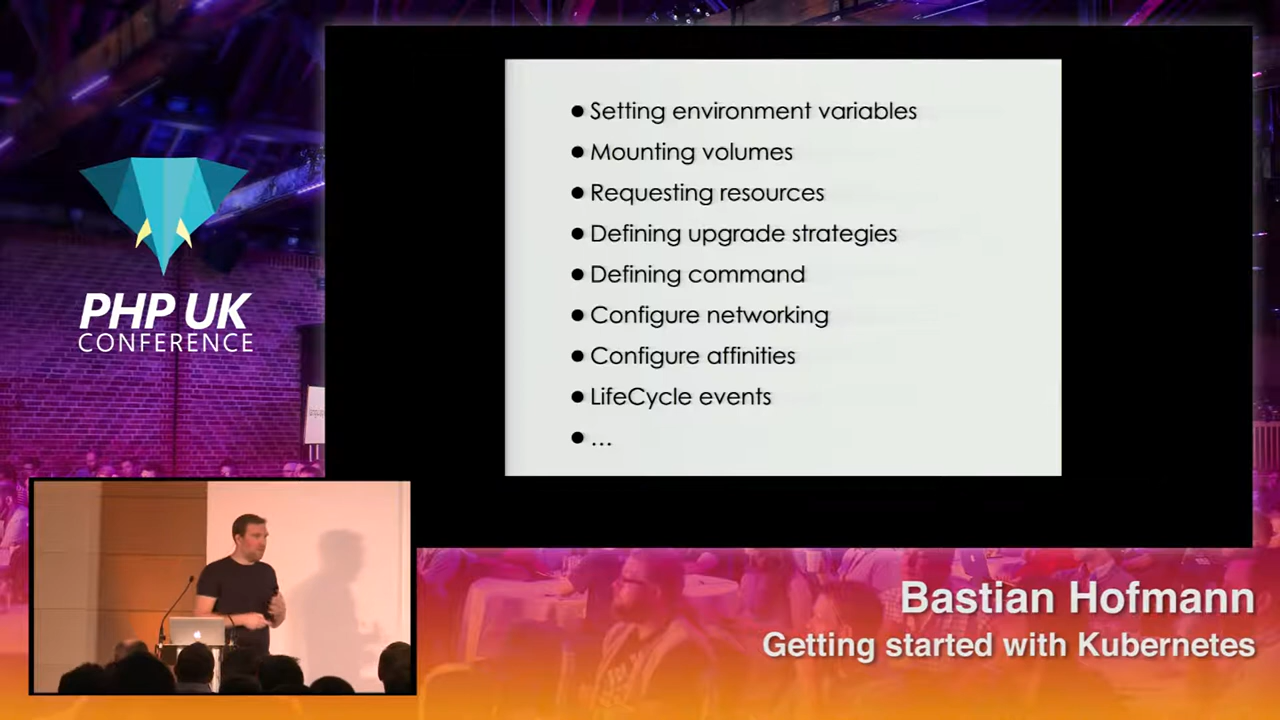 ● Setting environment variables
● Mounting volumes
● Requesting resources
● Defining upgrade strategies
● Defining command
● Configure networking
● Configure affinities
● LifeCycle events
● ...
PHP UK
CONFERENCE
Bastian Hofmann
Getting started with Kubernetes